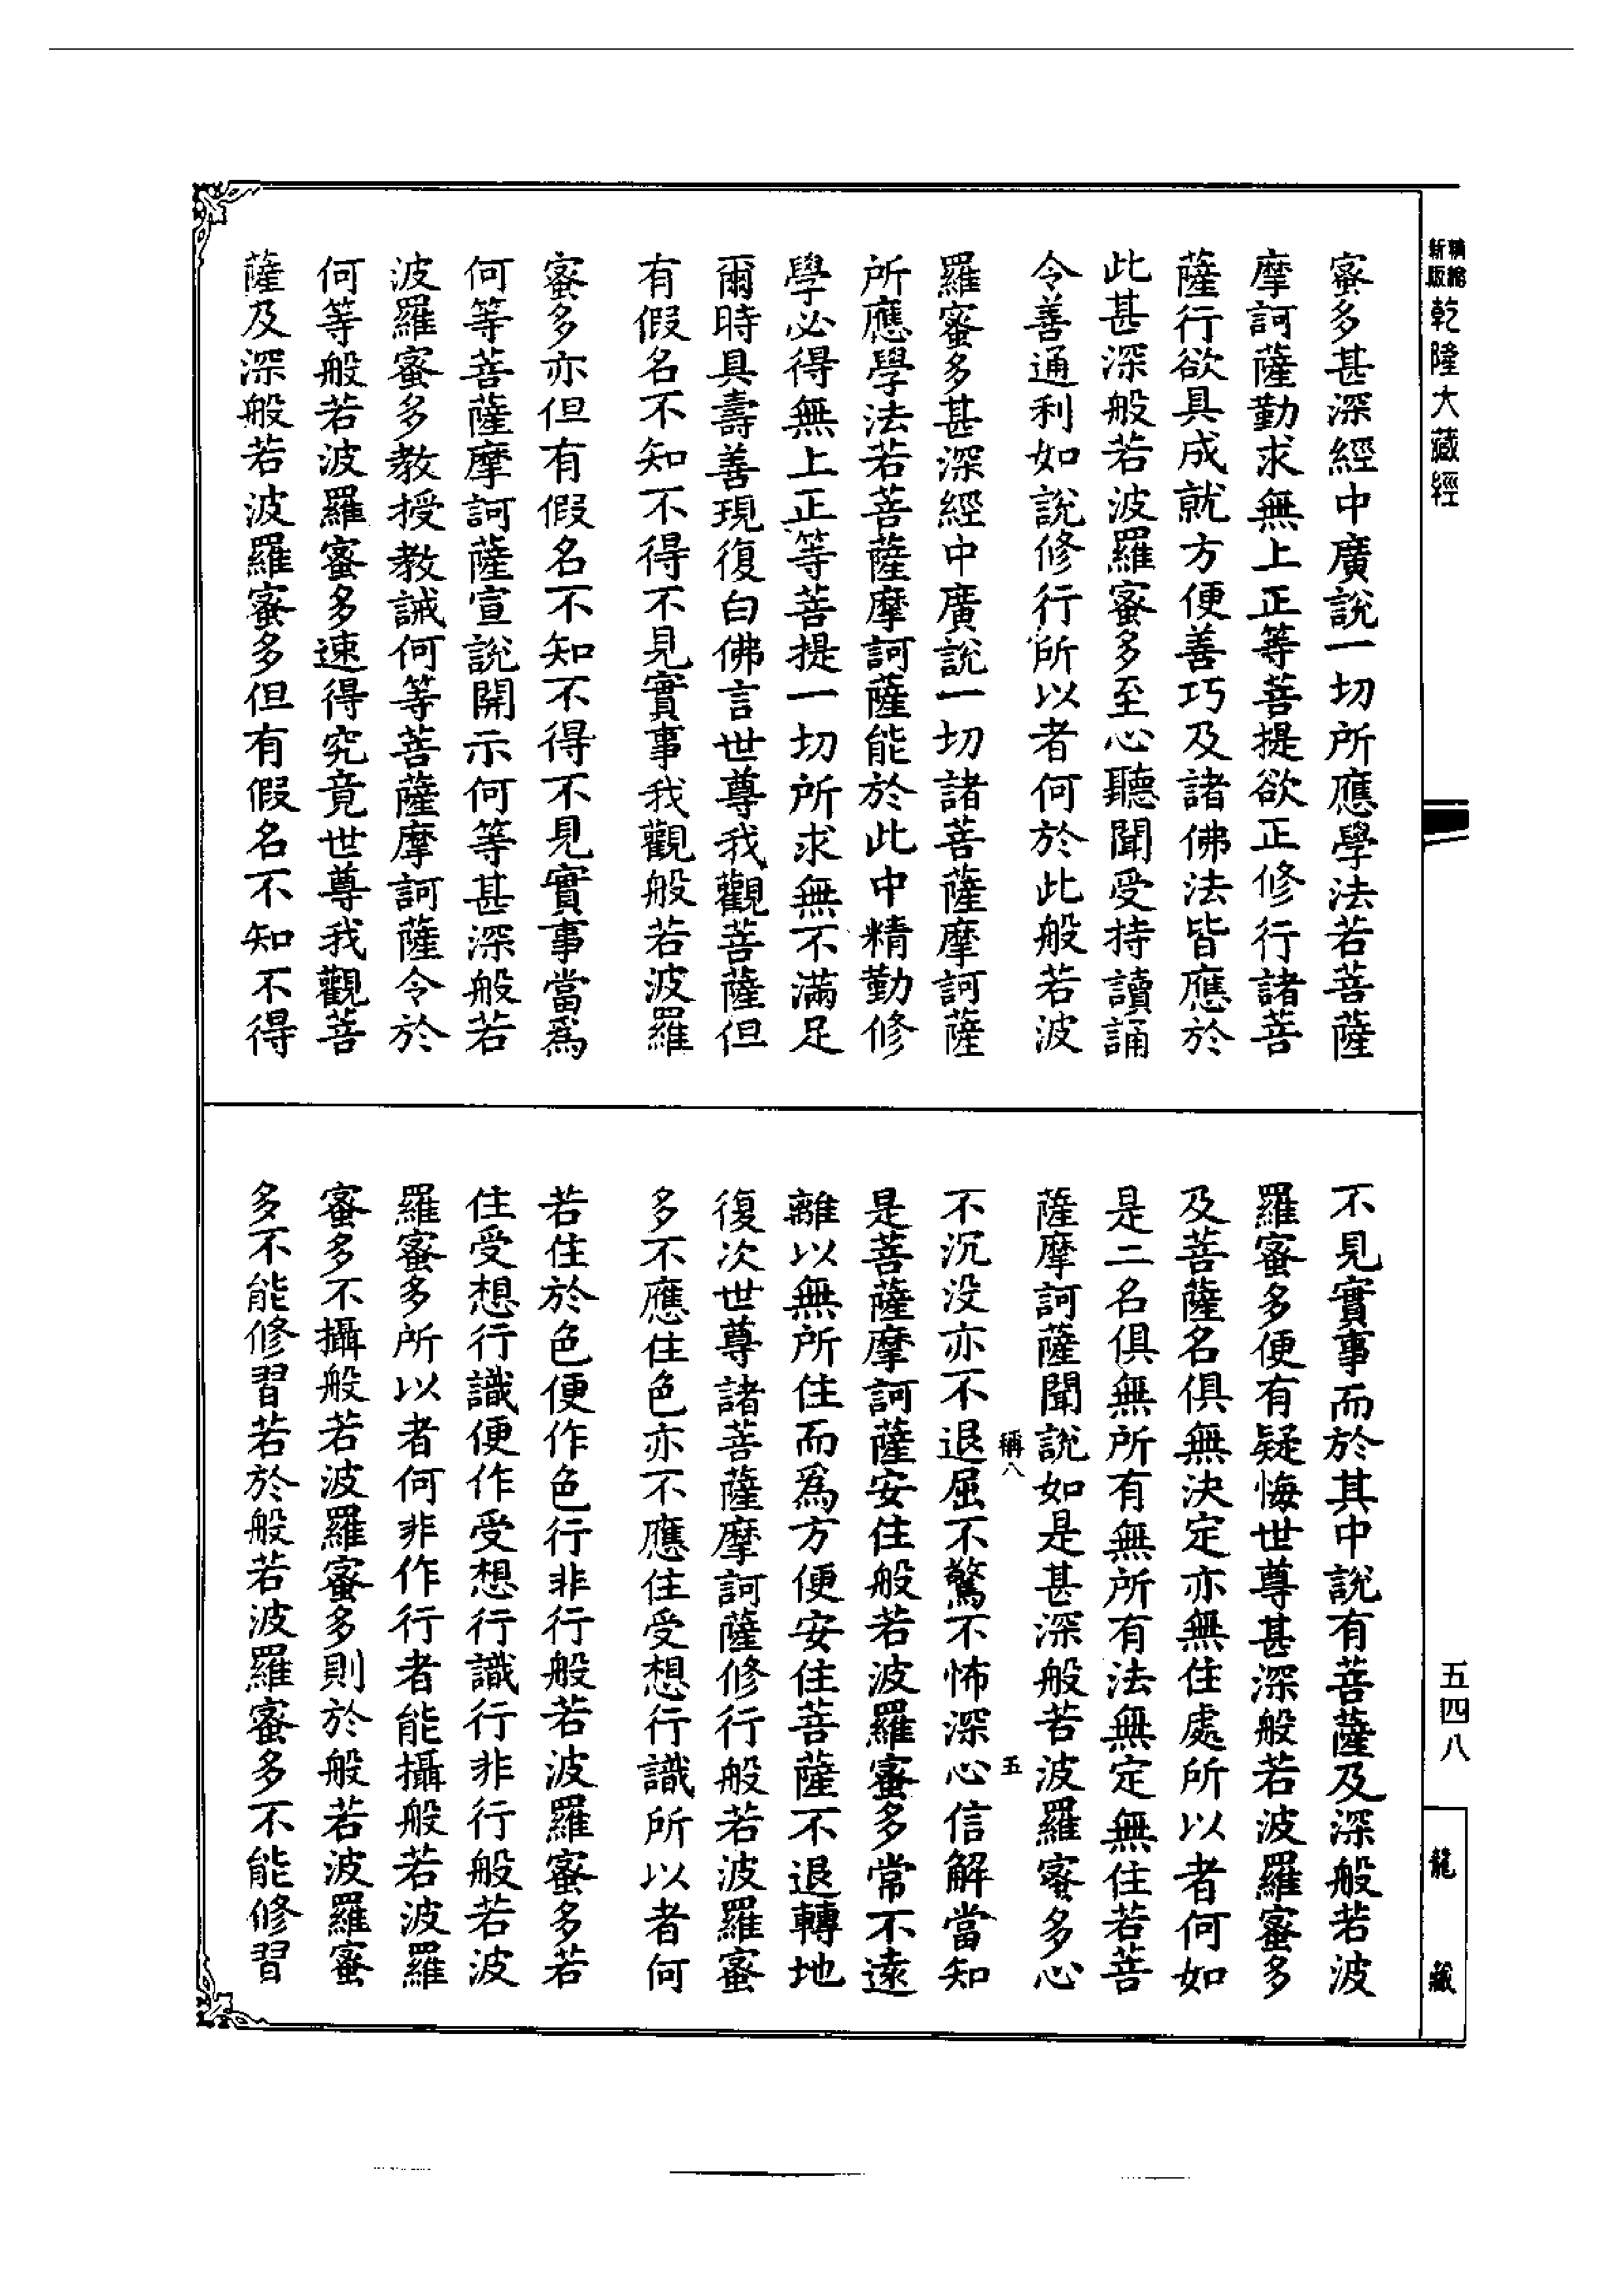 精縮新版乾隆大藏經
蜜多甚深經中廣說一切所應學法若菩薩
摩訶薩勤求無上正等菩提欲正修行諸菩
薩行欲具成就方便善巧及諸佛法皆應於
此甚深般若波羅蜜多至心聽聞受持讀誦
令善通利如說修行所以者何於此般若波
羅蜜多甚深經中廣說一切諸菩薩摩訶薩
所應學法若菩薩摩訶薩能於此中精勤修
學必得無上正等菩提一切所求無不滿足
爾時具壽善現復白佛言世尊我觀菩薩但
有假名不知不得不見實事我觀般若波羅
蜜多亦但有假名不知不得不見實事當爲
何等菩薩摩訶薩宣說開示何等甚深般若
波羅蜜多教授教誡何等菩薩摩訶薩令於
何等般若波羅蜜多速得究竟世尊我觀菩
薩及深般若波羅蜜多但有假名不知不得
不見實事而於其中說有菩薩及深般若波
羅蜜多便有疑悔世尊甚深般若波羅蜜多
及菩薩名俱無決定亦無住處所以者何如
是二名俱無所有無所有法無定無住若菩
薩摩訶薩聞說如是甚深般若波羅蜜多心
稱八 五
不沉没亦不退屈不驚不怖深心信解當知
是菩薩摩訶薩安住般若波羅蜜多常不遠
離以無所住而爲方便安住菩薩不退轉地
復次世尊諸菩薩摩訶薩修行般若波羅蜜
多不應住色亦不應住受想行識所以者何
若住於色便作色行非行般若波羅蜜多若
住受想行識便作受想行識行非行般若波
羅蜜多所以者何非作行者能攝般若波羅
蜜多不攝般若波羅蜜多則於般若波羅蜜
多不能修習若於般若波羅蜜多不能修習
五四八
龍藏